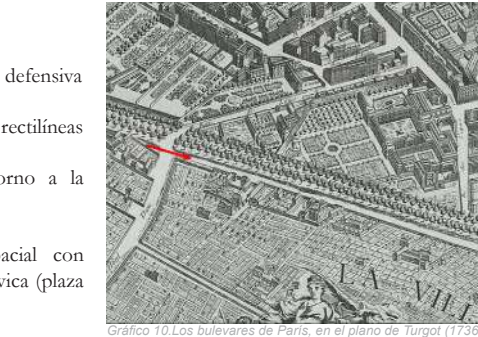 defensiva
rectilíneas
orno a la
acial con
vica (plaza
LA VILL
Gráfico 10.Los bulevares de París, en el plano de Turgot (1736